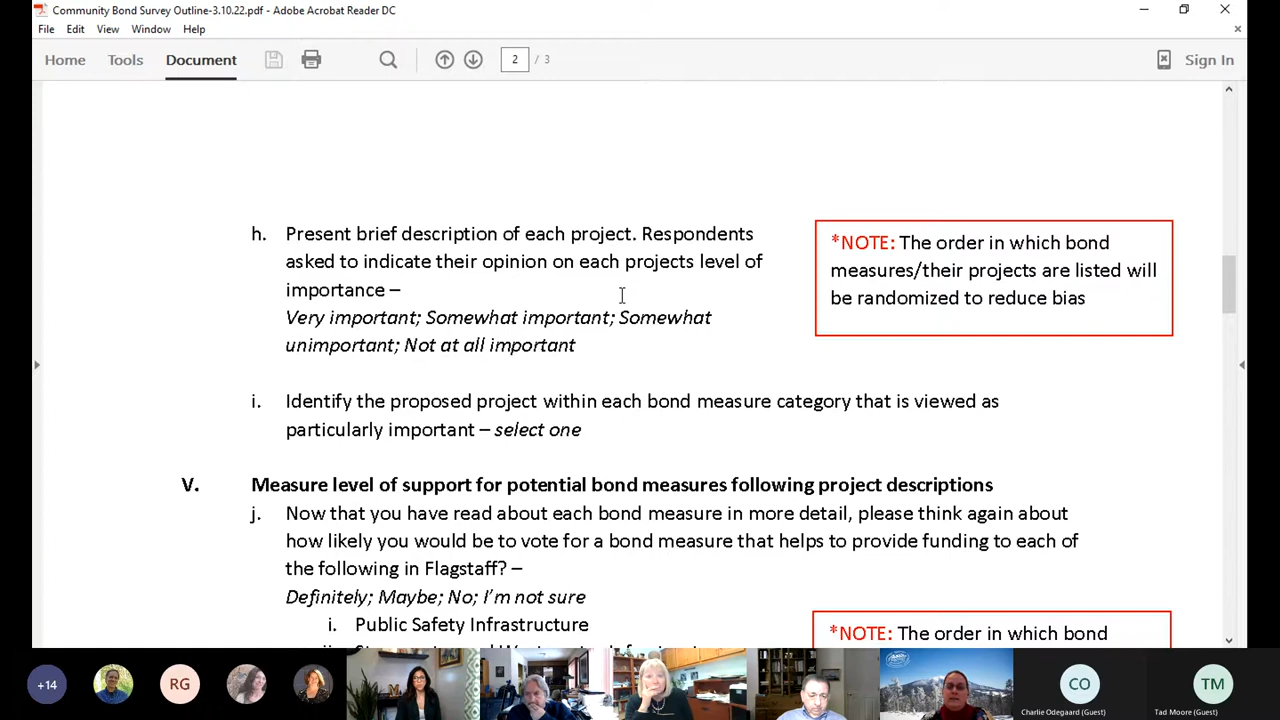 Community Bond Survey Outline-3.10.22.pdf - Adobe Acrobat Reader DC
File Edit View Window Help
Home Tools Document 2 / 3 Sign In
h. Present brief description of each project. Respondents
asked to indicate their opinion on each projects level of
importance –
Very important; Somewhat important; Somewhat
unimportant; Not at all important
*NOTE: The order in which bond
measures/their projects are listed will
be randomized to reduce bias
i. Identify the proposed project within each bond measure category that is viewed as
particularly important – select one
V. Measure level of support for potential bond measures following project descriptions
j. Now that you have read about each bond measure in more detail, please think again about
how likely you would be to vote for a bond measure that helps to provide funding to each of
the following in Flagstaff? –
Definitely; Maybe; No; I'm not sure
i. Public Safety Infrastructure
*NOTE: The order in which bond
+14 RG CO TM
Charlie Odegaard (Guest) Tad Moore (Guest)